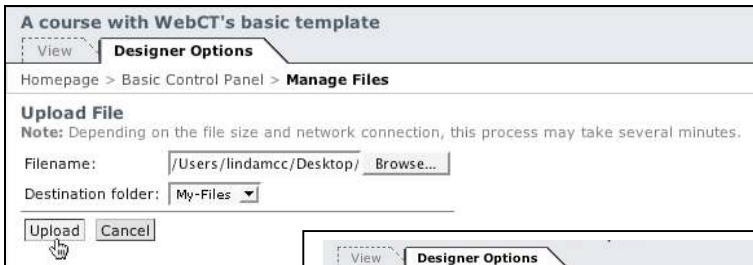 A course with WebCT's basic template
View Designer Options
Homepage > Basic Control Panel > Manage Files
Upload File
Note: Depending on the file size and network connection, this process may take several minutes.
Filename: /Users/lindamcc/Desktop/ Browse...
Destination folder: My-Files
Upload Cancel
View Designer Options